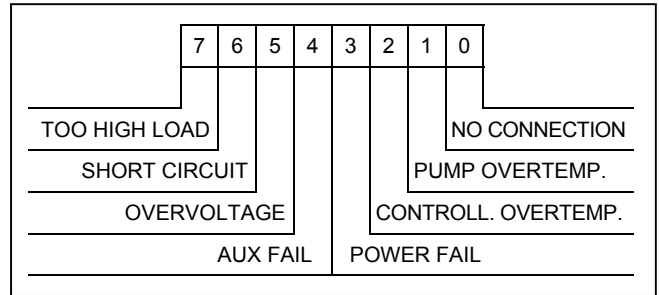 7 6 5 4 3 2 1 0
TOO HIGH LOAD NO CONNECTION
SHORT CIRCUIT PUMP OVERTEMP.
OVERVOLTAGE CONTROLL. OVERTEMP.
AUX FAIL POWER FAIL